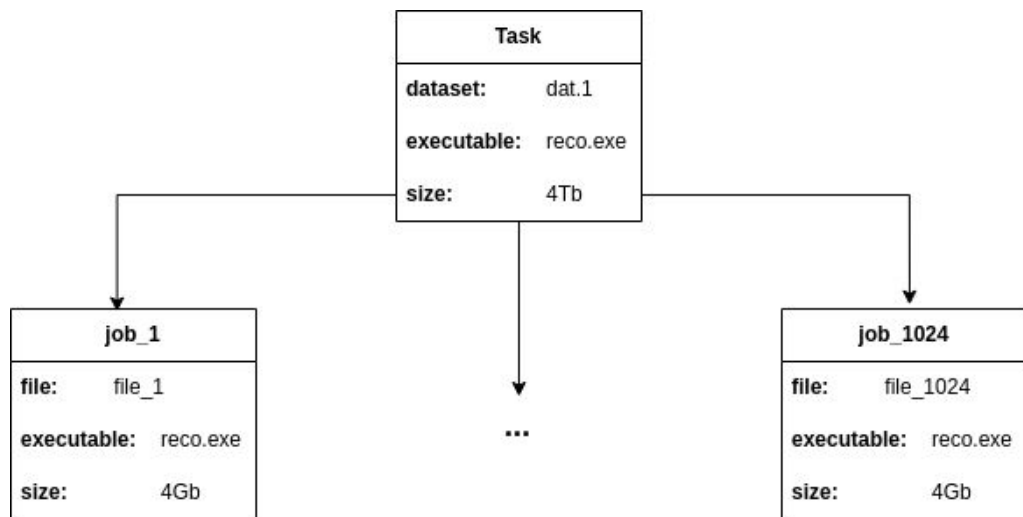 Task
dataset: dat.1
executable: reco.exe
size: 4Tb
job_1
file: file_1
executable: reco.exe
size: 4Gb
...
job_1024
file: file_1024
executable: reco.exe
size: 4Gb